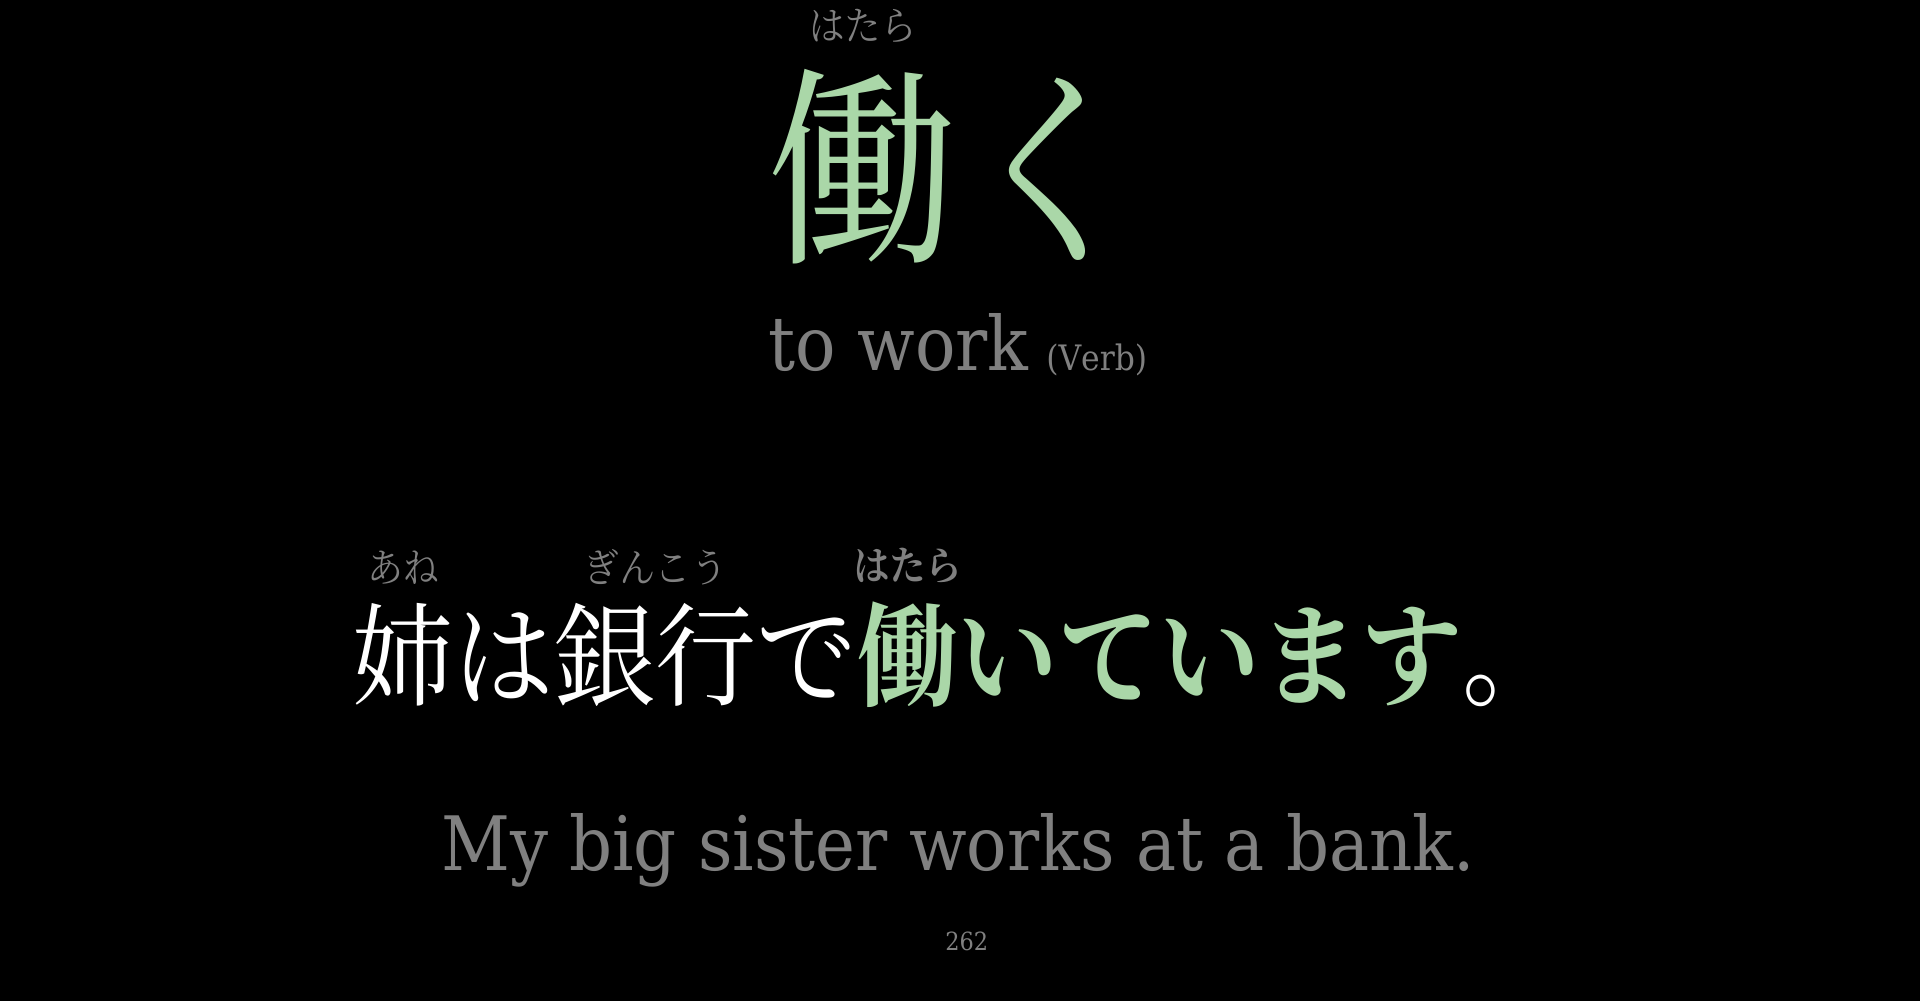 はたら
働く
to work (Verb)
あね ぎんこう はたら
姉は銀行で働いています。
My big sister works at a bank.
262